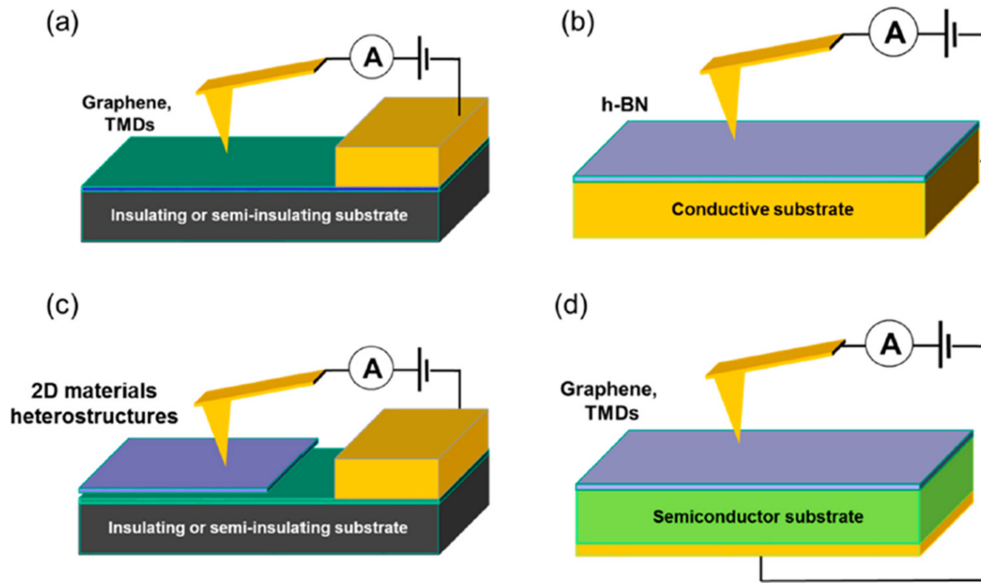 (a)
A
Graphene,
TMDs
Insulating or semi-insulating substrate
(b)
A
h-BN
Conductive substrate
(c)
A
2D materials
heterostructures
Insulating or semi-insulating substrate
(d)
A
Graphene,
TMDs
Semiconductor substrate